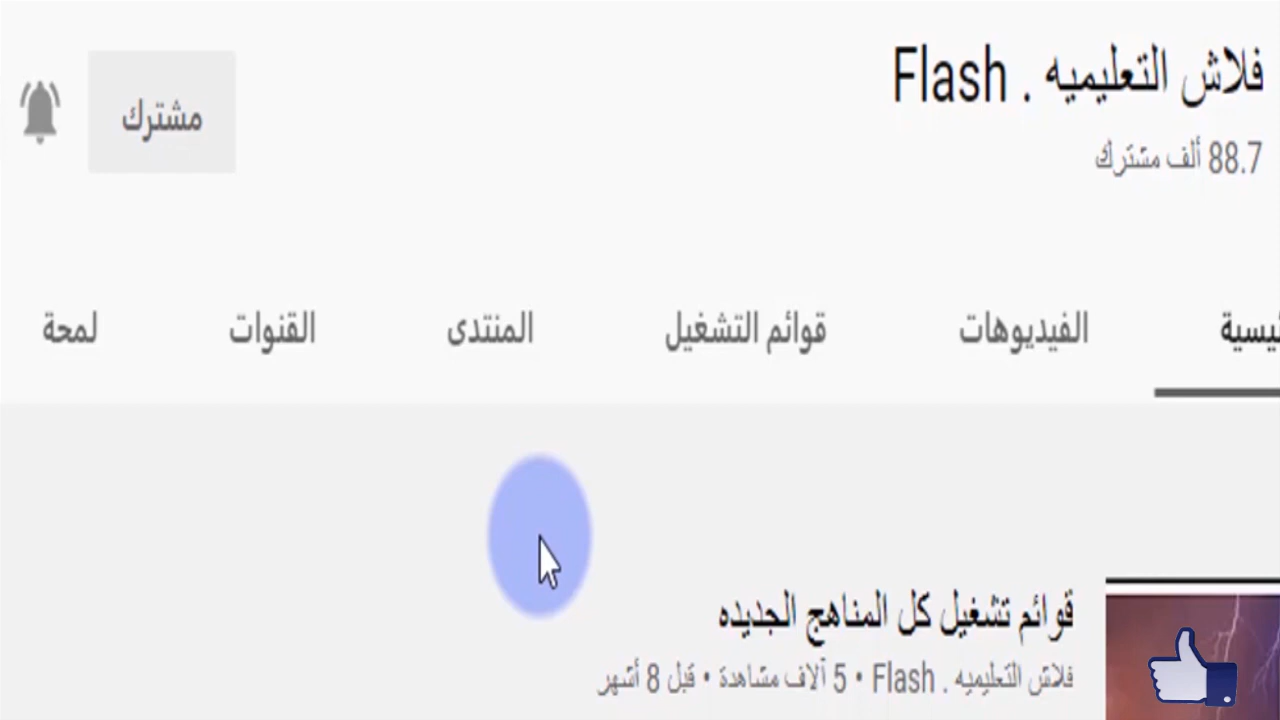 فلاش التعليميه . Flash
88.7 ألف مشترك
مشترك
الفيديوهات
قوائم التشغيل
المنتدى
القنوات
لمحة
قوائم تشغيل كل المناهج الجديده
فلاش التعليميه . Flash • 5 آلاف مشاهدة • قبل 8 أشهر